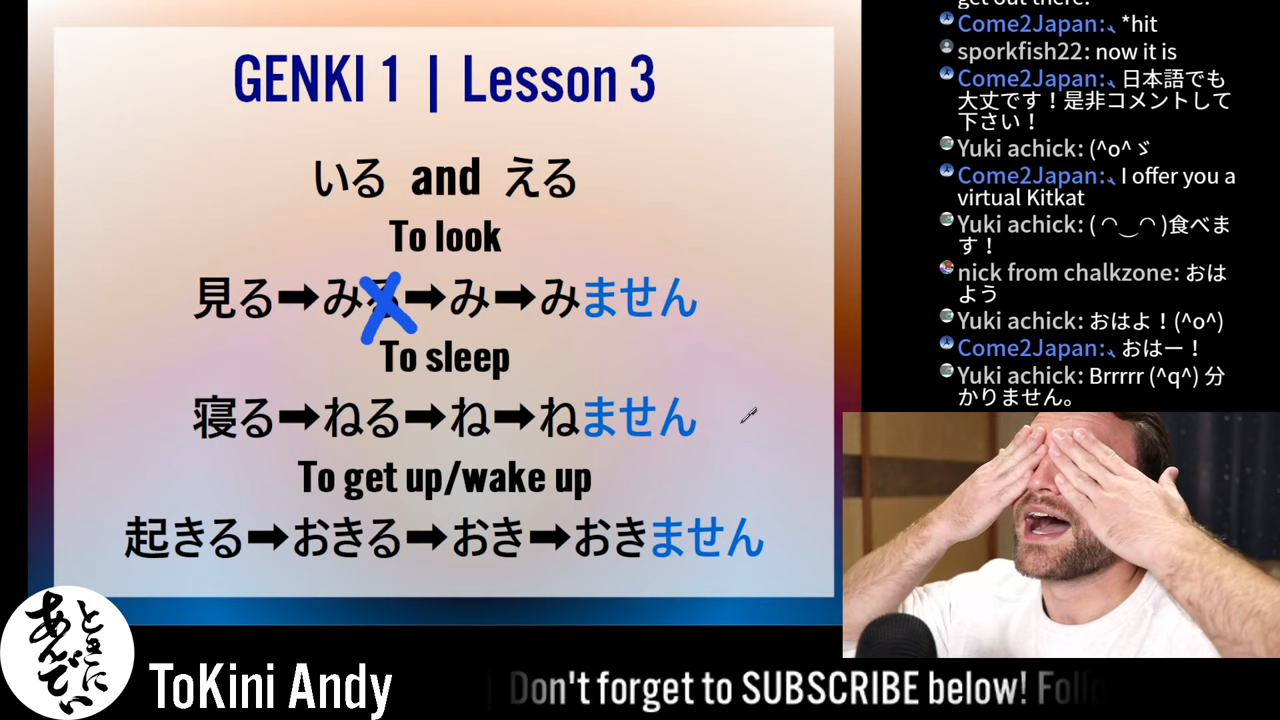 GENKI 1 | Lesson 3
いる and える
To look
見る➡みる➡み➡みません
To sleep
寝る➡ねる➡ね➡ねません
To get up/wake up
起きる➡おきる➡おき➡おきません
get out there.
Come2Japan: *hit
sporkfish22: now it is
Come2Japan: 日本語でも
大丈です！是非コメントして
下さい！
Yuki achick: (^o^ゞ
Come2Japan: I offer you a
virtual Kitkat
Yuki achick: ( ◠‿◠ )食べま
す！
nick from chalkzone: おは
よう
Yuki achick: おはよ！(^o^)
Come2Japan: おはー！
Yuki achick: Brrrrr (^q^) 分
かりません。
ときに
あんでぃ
ToKini Andy
Don't forget to SUBSCRIBE below! Follo